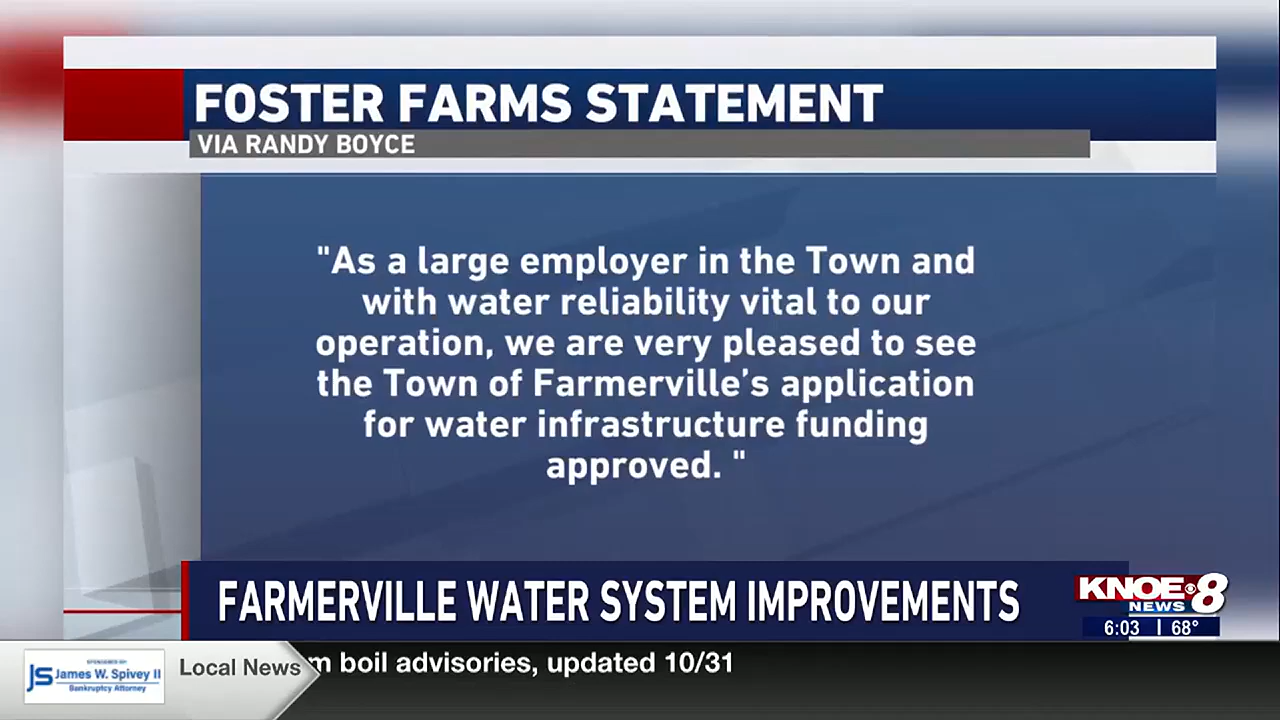 FOSTER FARMS STATEMENT
VIA RANDY BOYCE
"As a large employer in the Town and
with water reliability vital to our
operation, we are very pleased to see
the Town of Farmerville’s application
for water infrastructure funding
approved. "
FARMERVILLE WATER SYSTEM IMPROVEMENTS
KNOE 8
NEWS
6:03 | 68°
SPONSORED BY:
JS James W. Spivey II
Bankruptcy Attorney
Local News
m boil advisories, updated 10/31